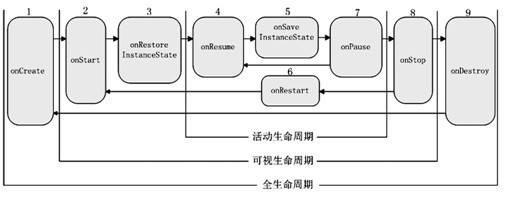 1 2 3 4 5 6 7 8 9
onCreate
onStart
onRestore
InstanceState
onResume
onSave
InstanceState
onRestart
onPause
onStop
onDestroy
活动生命周期
可视生命周期
全生命周期